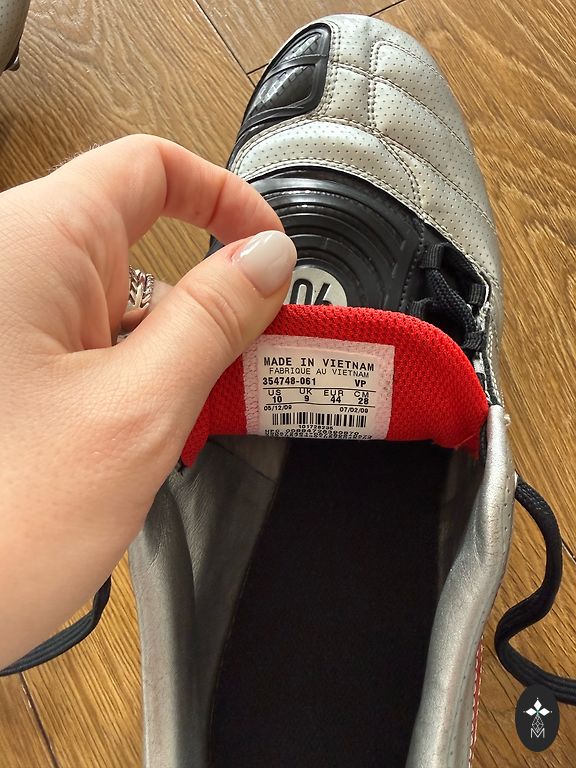 06
MADE IN VIETNAM
FABRIQUE AU VIETNAM
354748-061 VP
US UK EUR CM
10 9 44 28
05/12/09 07/02/09
M